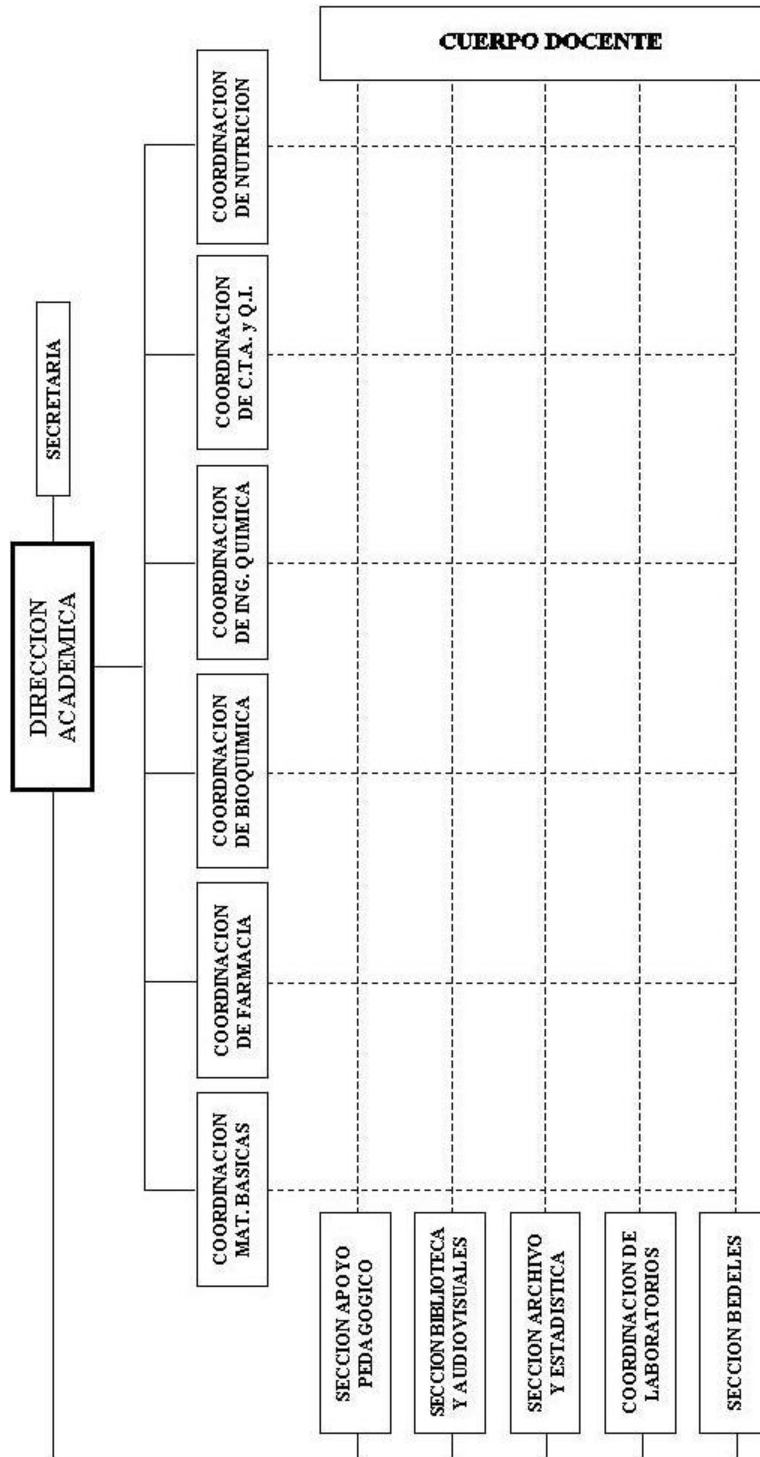 DIRECCION
ACADEMICA
SECRETARIA
COORDINACION
MAT. BASICAS
COORDINACION
DE FARMACIA
COORDINACION
DE BIOQUIMICA
COORDINACION
DE ING. QUIMICA
COORDINACION
DE C.T.A. y Q.I.
COORDINACION
DE NUTRICION
SECCION APOYO
PEDAGOGICO
SECCION BIBLIOTECA
Y AUDIOVISUALES
SECCION ARCHIVO
Y ESTADISTICA
COORDINACION DE
LABORATORIOS
SECCION BEDELES
CUERPO DOCENTE